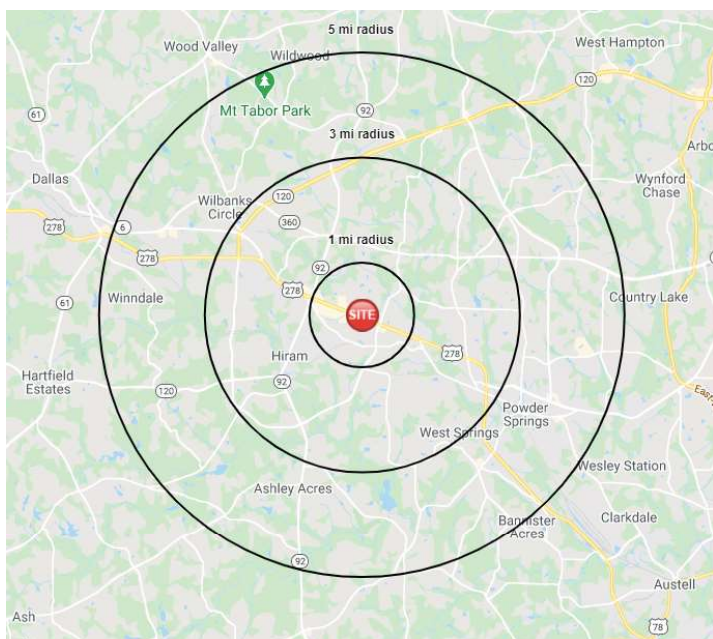 5 mi radius
Wood Valley
Wildwood
West Hampton
120
61
92
Mt Tabor Park
3 mi radius
Dallas
Wilbanks
Circle
120
Wynford
Chase
278
6
360
278
1 mi radius
92
278
61
Winndale
SITE
Country Lake
Hiram
278
Hartfield
Estates
120
92
Powder
Springs
West Springs
Wesley Station
Ashley Acres
Bannister
Acres
Clarkdale
92
Austell
Ash
78